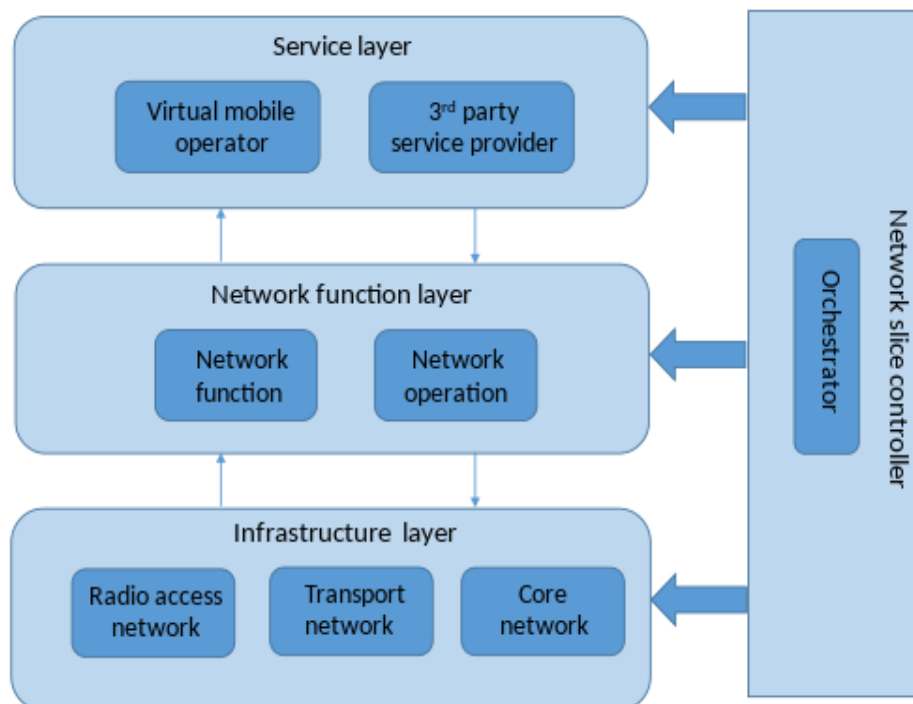 Service layer
Virtual mobile
operator
3rd party
service provider
Network function layer
Network
function
Network
operation
Infrastructure layer
Radio access
network
Transport
network
Core
network
Orchestrator
Network slice controller